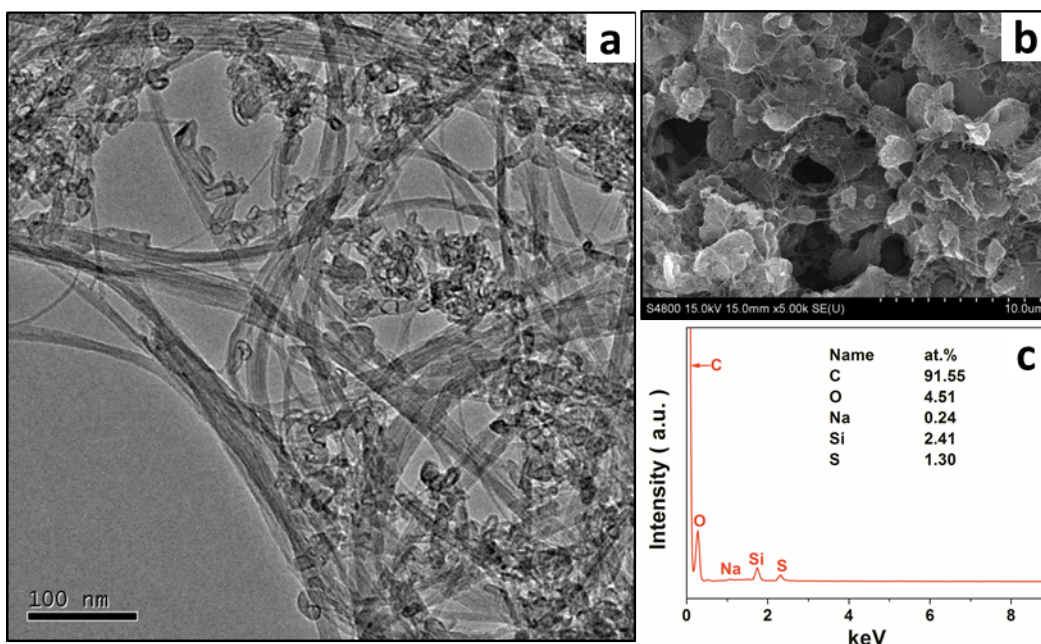 a
100 nm
b
S4800 15.0kV 15.0mm x5.00k SE(U)
10.0um
c
Name at.%
C 91.55
O 4.51
Na 0.24
Si 2.41
S 1.30
C
O
Na
Si
S
Intensity ( a.u. )
0 2 4 6 8
keV